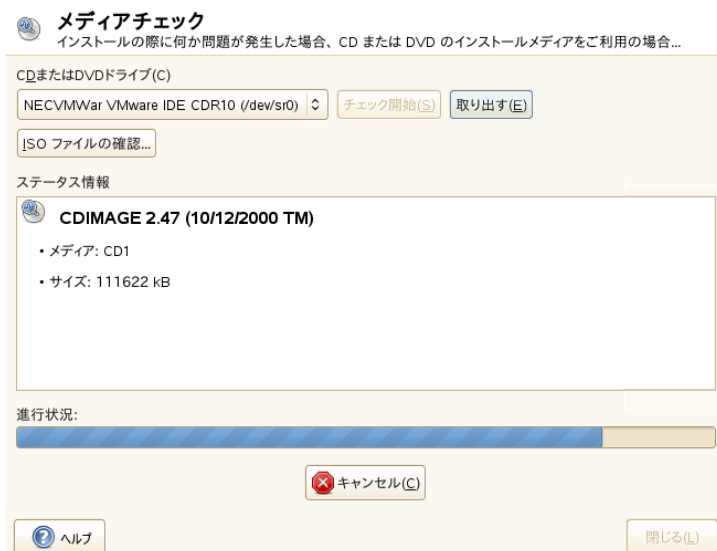 メディアチェック
インストールの際に何か問題が発生した場合、CD または DVD のインストールメディアをご利用の場合...
CDまたはDVDドライブ(C)
NECVMWar VMware IDE CDR10 (/dev/sr0) チェック開始(S) 取り出す(E)
ISO ファイルの確認...
ステータス情報
CDIMAGE 2.47 (10/12/2000 TM)
• メディア: CD1
• サイズ: 111622 kB
進行状況:
キャンセル(C)
ヘルプ 閉じる(L)